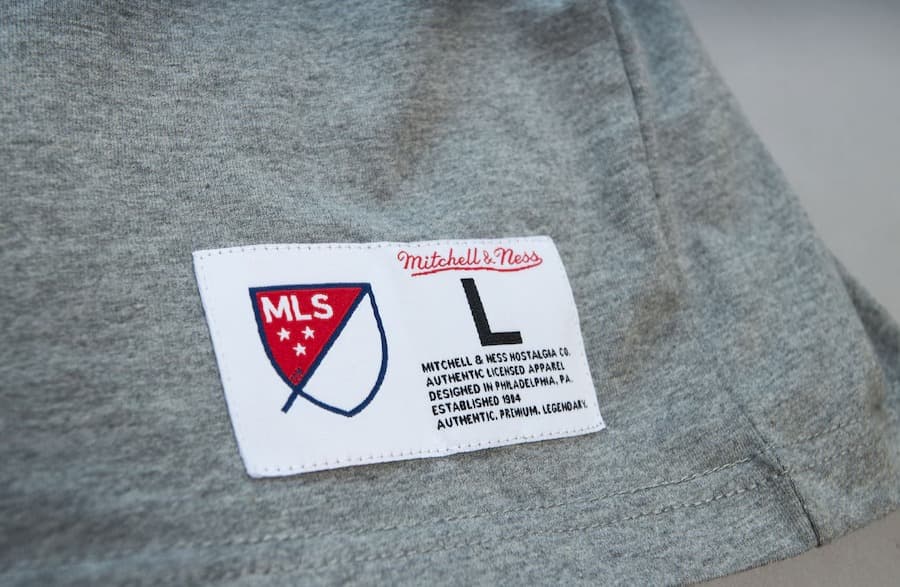 MLS
Mitchell & Ness
L
MITCHELL & NESS NOSTALGIA CO.
AUTHENTIC LICENSED APPAREL
DESIGNED IN PHILADELPHIA, PA.
ESTABLISHED 1904
AUTHENTIC. PREMIUM. LEGENDARY.